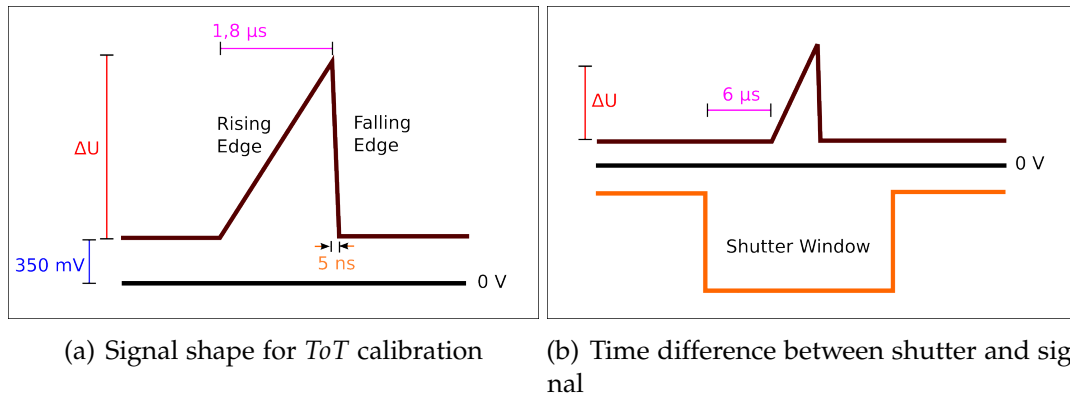 1,8 µs
ΔU
Rising
Edge
Falling
Edge
350 mV
5 ns
0 V
(a) Signal shape for ToT calibration
ΔU
6 µs
0 V
Shutter Window
(b) Time difference between shutter and sig
nal